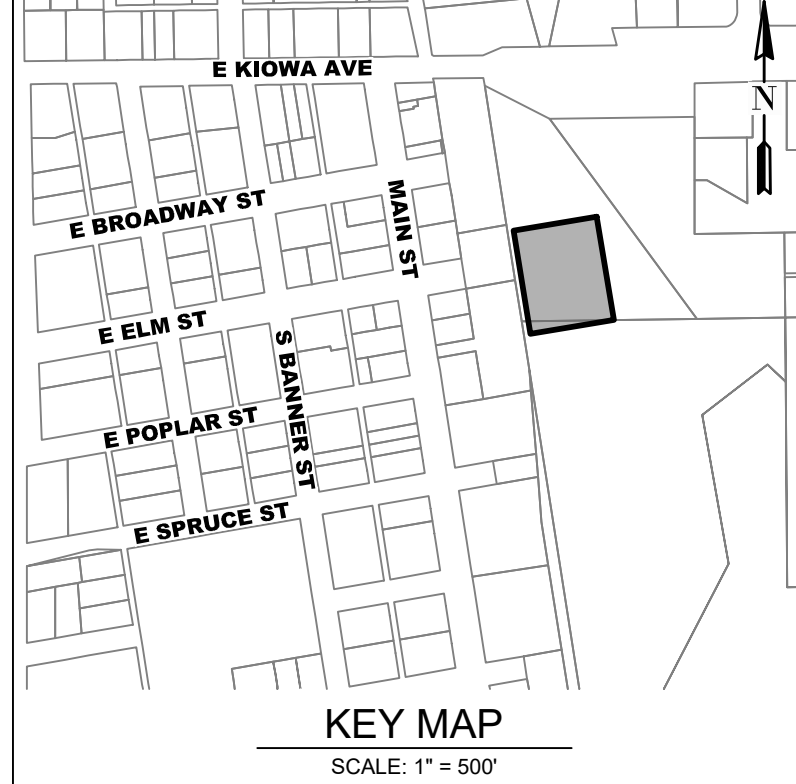 E KIOWA AVE
N
E BROADWAY ST
MAIN ST
E ELM ST
S BANNER ST
E POPLAR ST
E SPRUCE ST
KEY MAP
SCALE: 1" = 500'